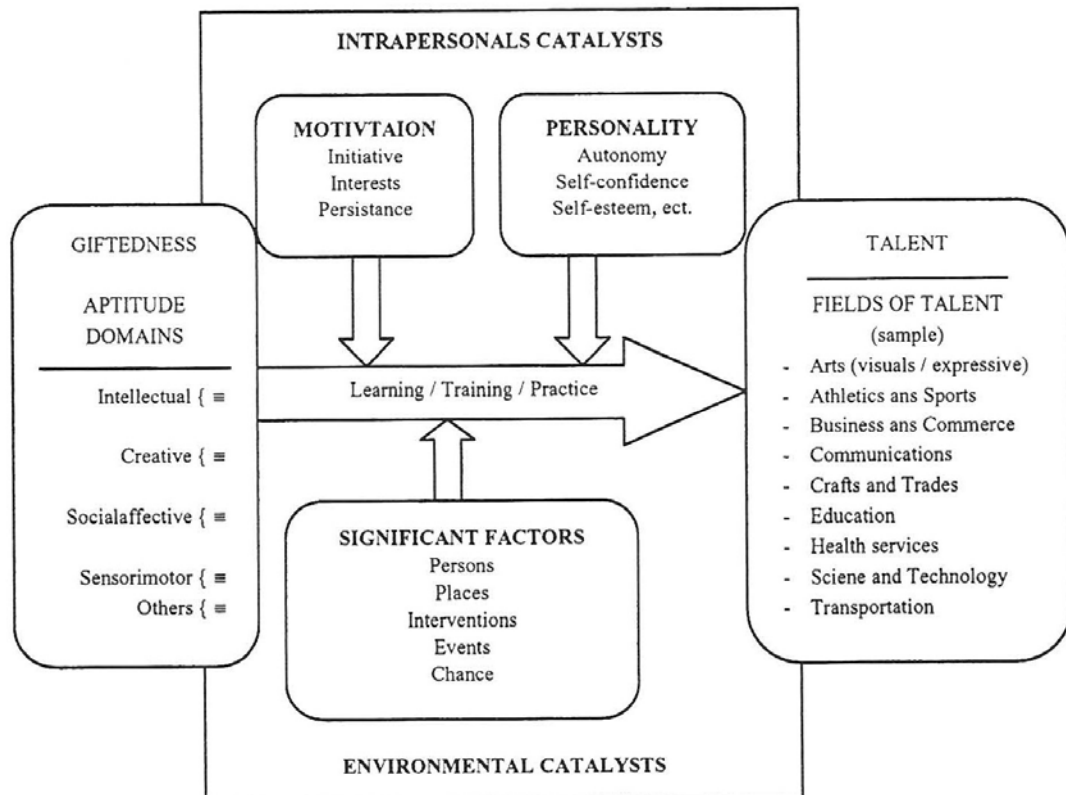 INTRAPERSONALS CATALYSTS
MOTIVTAION
Initiative
Interests
Persistance
PERSONALITY
Autonomy
Self-confidence
Self-esteem, ect.
GIFTEDNESS
APTITUDE
DOMAINS
Intellectual { ≡
Creative { ≡
Socialaffective { ≡
Sensorimotor { ≡
Others { ≡
Learning / Training / Practice
SIGNIFICANT FACTORS
Persons
Places
Interventions
Events
Chance
TALENT
FIELDS OF TALENT
(sample)
- Arts (visuals / expressive)
- Athletics ans Sports
- Business ans Commerce
- Communications
- Crafts and Trades
- Education
- Health services
- Sciene and Technology
- Transportation
ENVIRONMENTAL CATALYSTS